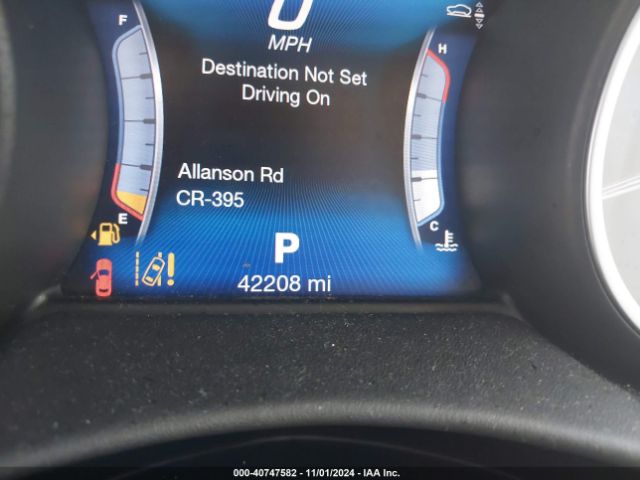 F
0
MPH
H
Destination Not Set
Driving On
Allanson Rd
CR-395
E
C
P
42208 mi
000-40747582 - 11/01/2024 - IAA Inc.